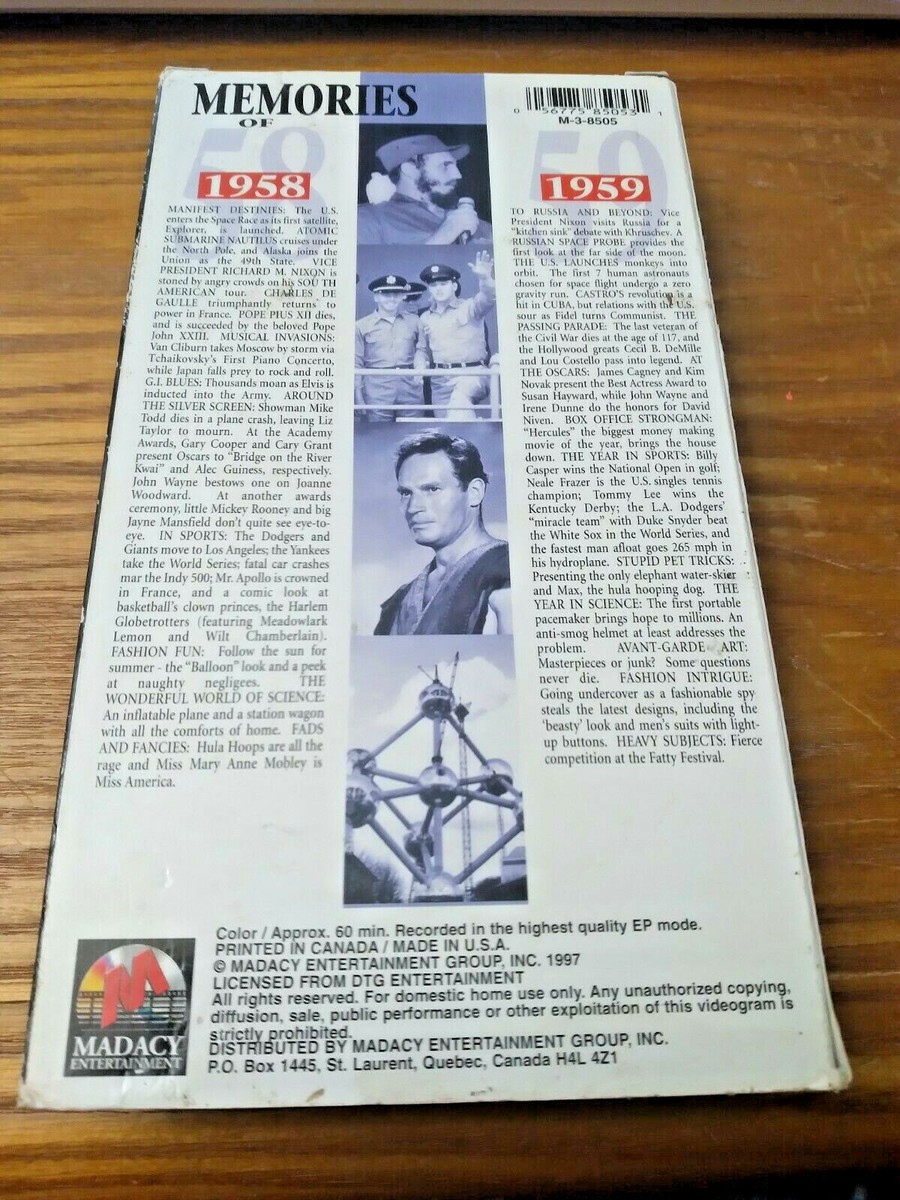 MEMORIES
OF
58
1958
MANIFEST DESTINIES: The U.S.
enters the Space Race as its first satellite,
Explorer, is launched. ATOMIC
SUBMARINE NAUTILUS cruises under
the North Pole, and Alaska joins the
Union as the 49th State. VICE
PRESIDENT RICHARD M. NIXON is
stoned by angry crowds on his SOUTH
AMERICAN tour. CHARLES DE
GAULLE triumphantly returns to
power in France. POPE PIUS XII dies,
and is succeeded by the beloved Pope
John XXIII. MUSICAL INVASIONS:
Van Cliburn takes Moscow by storm via
Tchaikovsky's First Piano Concerto,
while Japan falls prey to rock and roll.
G.I. BLUES: Thousands moan as Elvis is
inducted into the Army. AROUND
THE SILVER SCREEN: Showman Mike
Todd dies in a plane crash, leaving Liz
Taylor to mourn. At the Academy
Awards, Gary Cooper and Cary Grant
present Oscars to "Bridge on the River
Kwai" and Alec Guiness, respectively.
John Wayne bestows one on Joanne
Woodward. At another awards
ceremony, little Mickey Rooney and big
Jayne Mansfield don't quite see eye-to-
eye. IN SPORTS: The Dodgers and
Giants move to Los Angeles; the Yankees
take the World Series; fatal car crashes
mar the Indy 500; Mr. Apollo is crowned
in France, and a comic look at
basketball's clown princes, the Harlem
Globetrotters (featuring Meadowlark
Lemon and Wilt Chamberlain).
FASHION FUN: Follow the sun for
summer - the "Balloon" look and a peek
at naughty negligees. THE
WONDERFUL WORLD OF SCIENCE:
An inflatable plane and a station wagon
with all the comforts of home. FADS
AND FANCIES: Hula Hoops are all the
rage and Miss Mary Anne Mobley is
Miss America.
0 56775 85053 1
M-3-8505
59
1959
TO RUSSIA AND BEYOND: Vice
President Nixon visits Russia for a
"kitchen sink" debate with Khruschev. A
RUSSIAN SPACE PROBE provides the
first look at the far side of the moon.
THE U.S. LAUNCHES monkeys into
orbit. The first 7 human astronauts
chosen for space flight undergo a zero
gravity run. CASTRO'S revolution is a
hit in CUBA, but relations with the U.S.
sour as Fidel turns Communist. THE
PASSING PARADE: The last veteran of
the Civil War dies at the age of 117, and
the Hollywood greats Cecil B. DeMille
and Lou Costello pass into legend. AT
THE OSCARS: James Cagney and Kim
Novak present the Best Actress Award to
Susan Hayward, while John Wayne and
Irene Dunne do the honors for David
Niven. BOX OFFICE STRONGMAN:
"Hercules" the biggest money making
movie of the year, brings the house
down. THE YEAR IN SPORTS: Billy
Casper wins the National Open in golf;
Neale Frazer is the U.S. singles tennis
champion; Tommy Lee wins the
Kentucky Derby; the L.A. Dodgers'
"miracle team" with Duke Snyder beat
the White Sox in the World Series, and
the fastest man afloat goes 265 mph in
his hydroplane. STUPID PET TRICKS:
Presenting the only elephant water-skier
and Max, the hula hooping dog. THE
YEAR IN SCIENCE: The first portable
pacemaker brings hope to millions. An
anti-smog helmet at least addresses the
problem. AVANT-GARDE ART:
Masterpieces or junk? Some questions
never die. FASHION INTRIGUE:
Going undercover as a fashionable spy
steals the latest designs, including the
'beasty' look and men's suits with light-
up buttons. HEAVY SUBJECTS: Fierce
competition at the Fatty Festival.
M
MADACY
ENTERTAINMENT
Color / Approx. 60 min. Recorded in the highest quality EP mode.
PRINTED IN CANADA / MADE IN U.S.A.
© MADACY ENTERTAINMENT GROUP, INC. 1997
LICENSED FROM DTG ENTERTAINMENT
All rights reserved. For domestic home use only. Any unauthorized copying,
diffusion, sale, public performance or other exploitation of this videogram is
strictly prohibited.
DISTRIBUTED BY MADACY ENTERTAINMENT GROUP, INC.
P.O. Box 1445, St. Laurent, Quebec, Canada H4L 4Z1